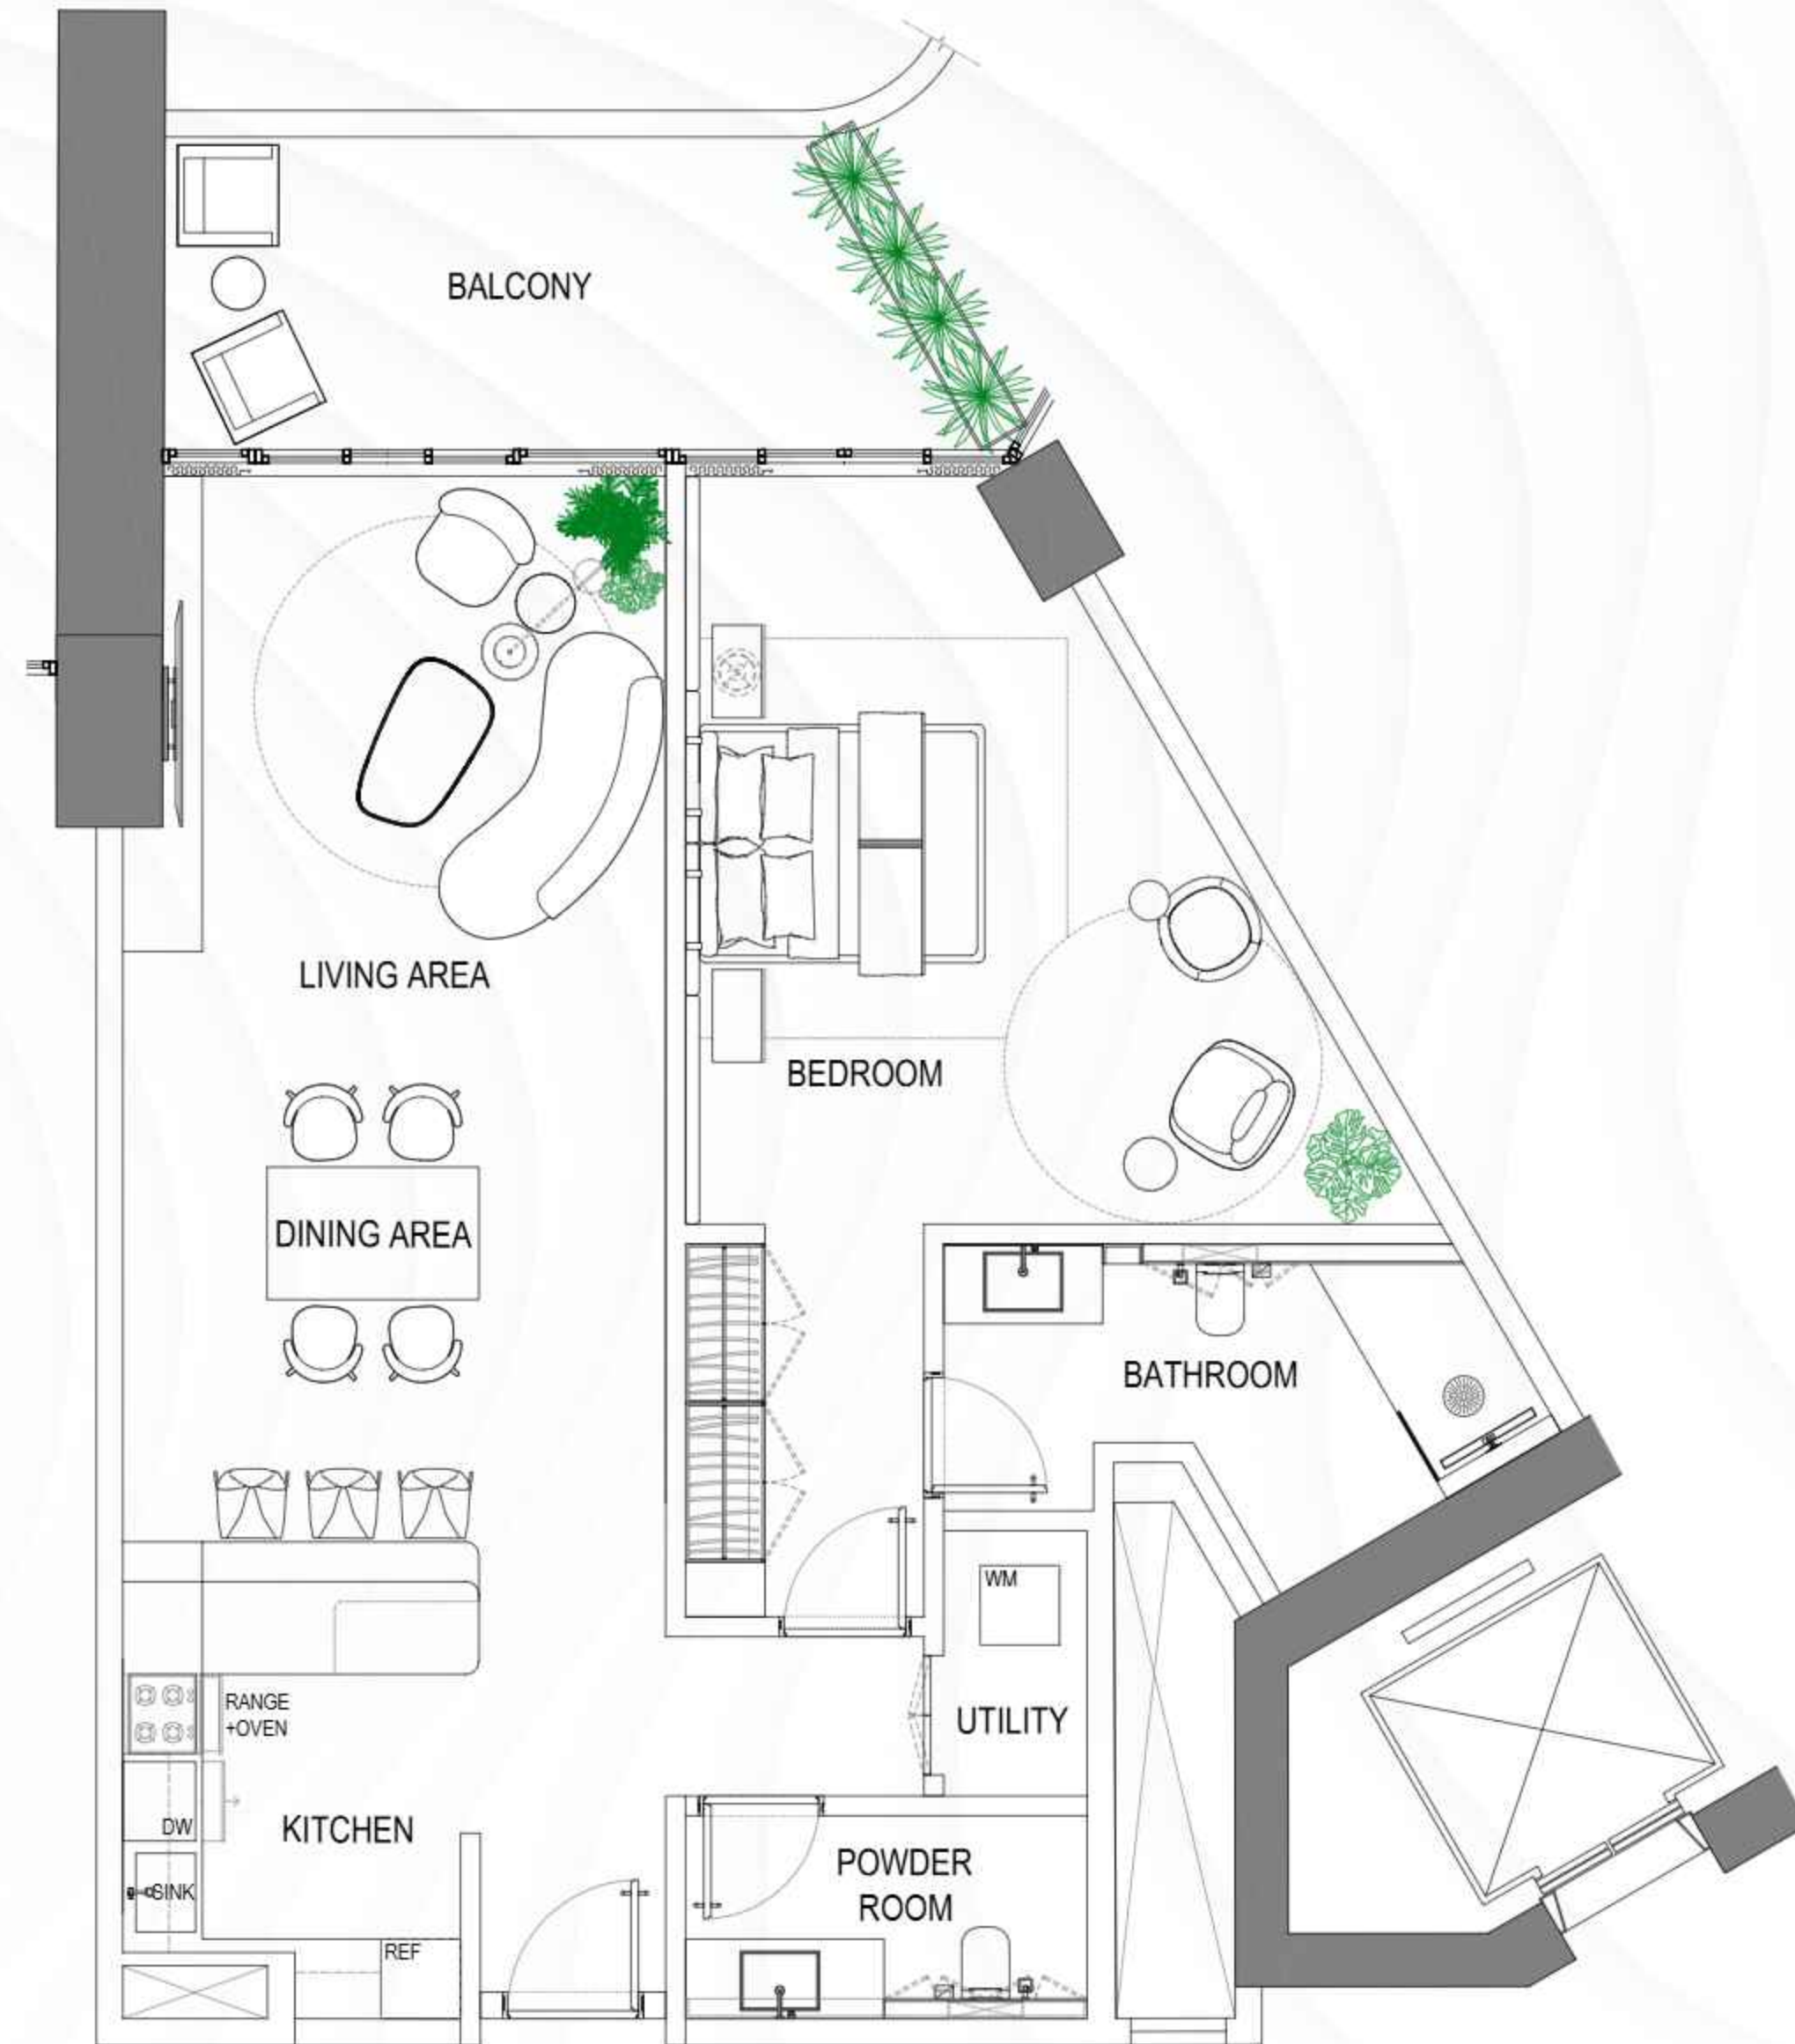 BALCONY
LIVING AREA
BEDROOM
DINING AREA
BATHROOM
WM
RANGE
+OVEN
UTILITY
DW
KITCHEN
POWDER
ROOM
SINK
REF